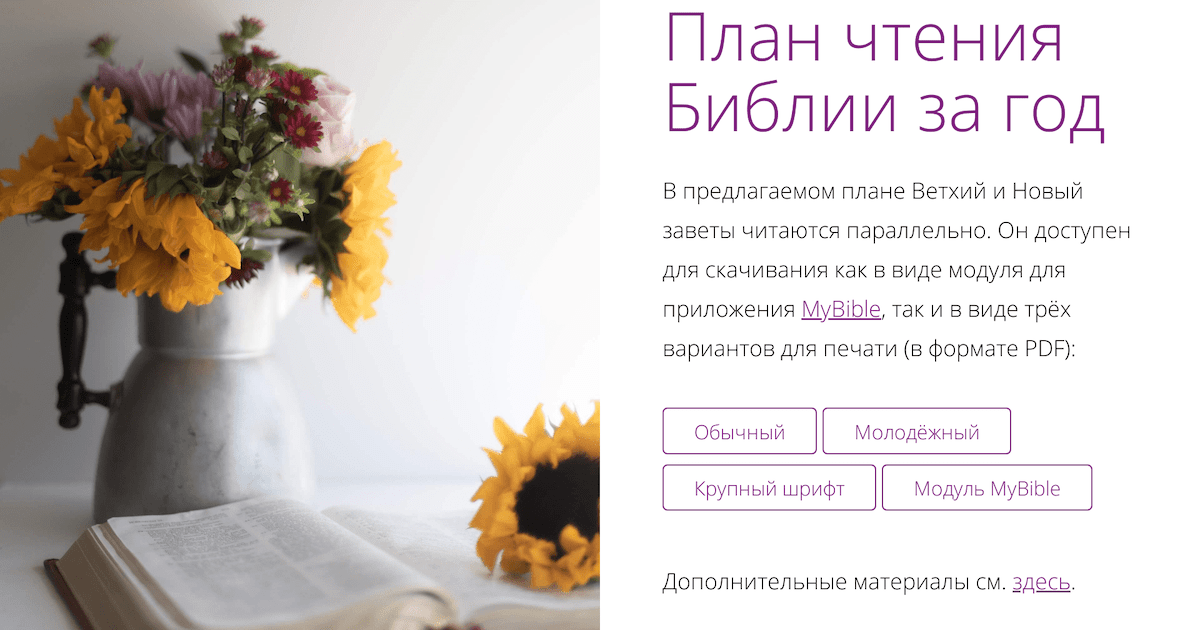 План чтения
Библии за год
В предлагаемом плане Ветхий и Новый
заветы читаются параллельно. Он доступен
для скачивания как в виде модуля для
приложения MyBible, так и в виде трёх
вариантов для печати (в формате PDF):
Обычный
Молодёжный
Крупный шрифт
Модуль MyBible
Дополнительные материалы см. здесь.